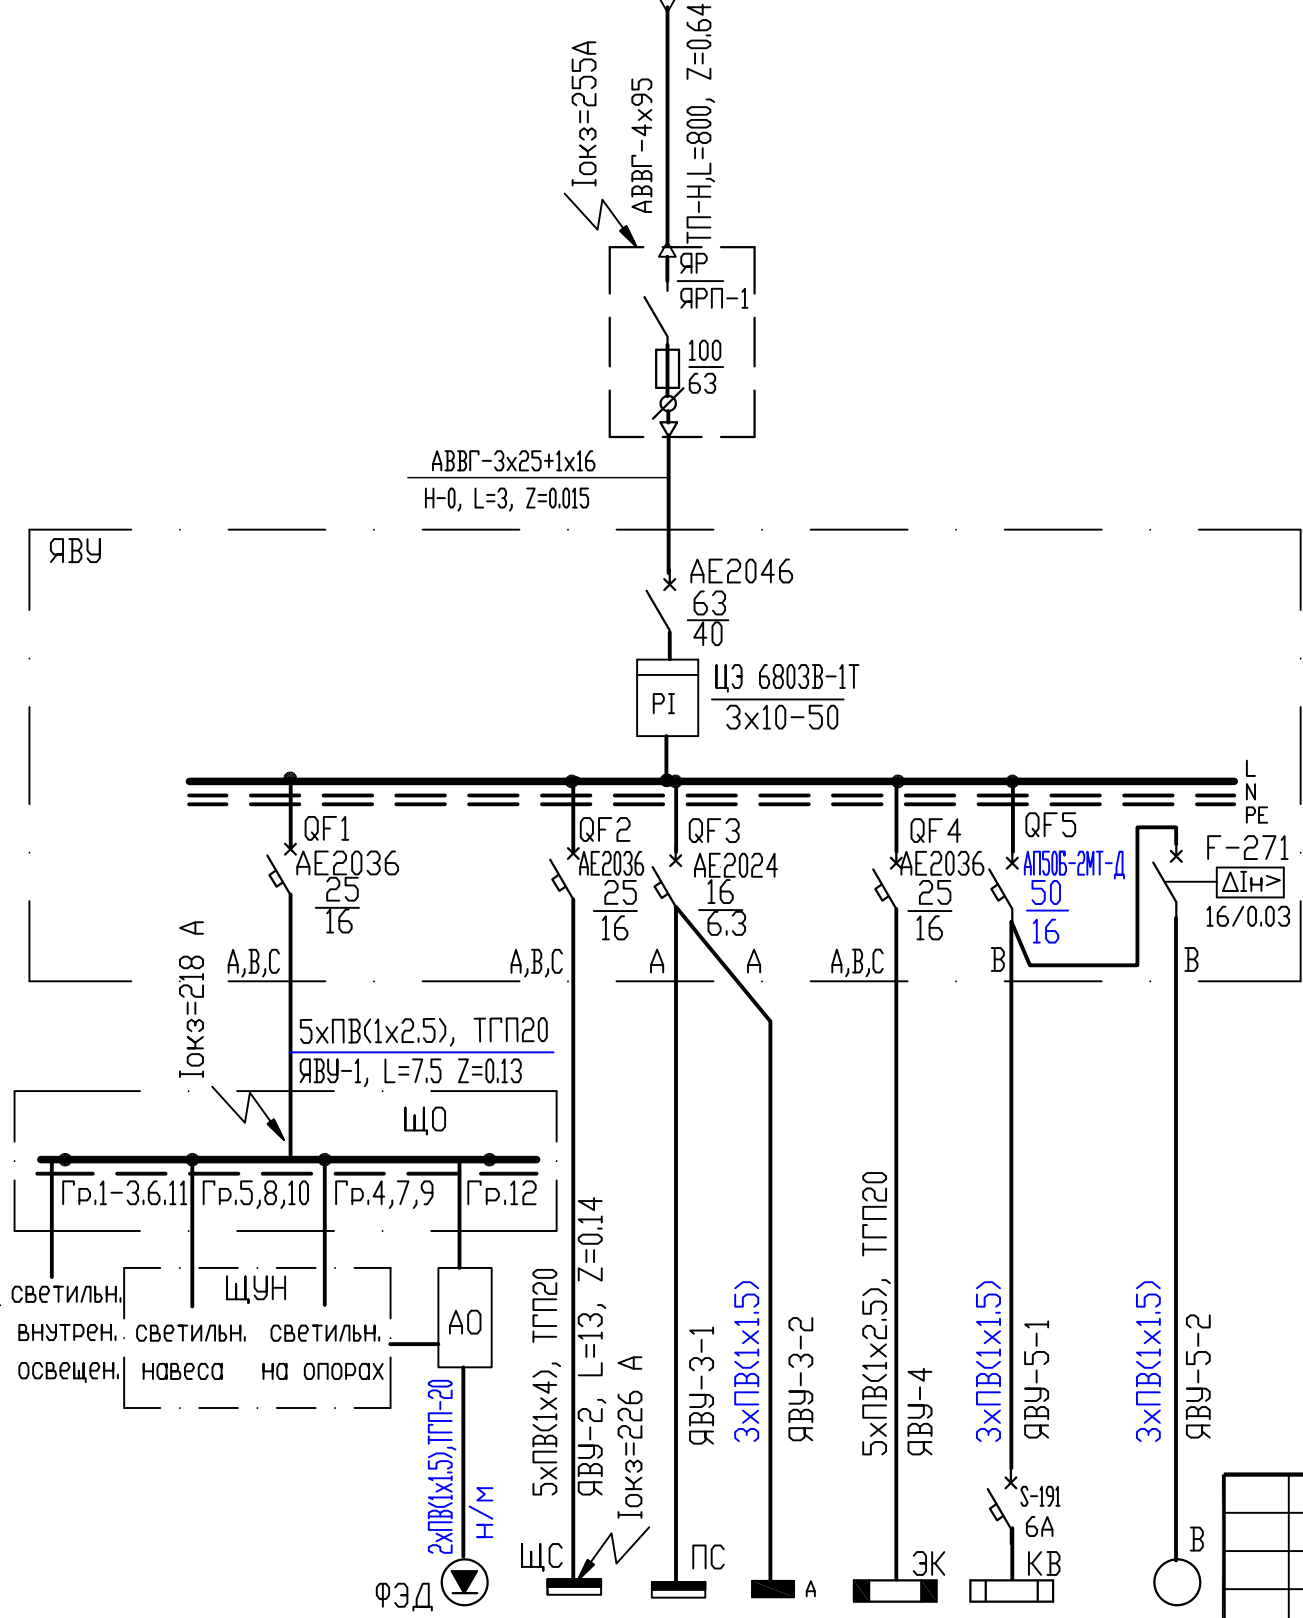 Iокз=255А
АВВГ-4х95
ТП-Н,L=800, Z=0.64
ЯР
ЯРП-1
100
63
АВВГ-3х25+1х16
Н-0, L=3, Z=0.015
ЯВУ
АЕ2046
63
40
PI
ЦЭ 6803В-1Т
3х10-50
L
N
PE
QF1
АЕ2036
25
16
QF2
АЕ2036
25
16
QF3
АЕ2024
16
6.3
QF4
АЕ2036
25
16
QF5
АП50Б-2МТ-Д
50
16
F-271
ΔIн>
16/0.03
А,В,С
А,В,С
А
А
А,В,С
В
В
Iокз=218 А
5хПВ(1х2.5), ТГП20
ЯВУ-1, L=7.5 Z=0.13
ЩО
Гр.1-3.6.11
Гр.5,8,10
Гр.4,7,9
Гр.12
светильн.
внутрен.
освещен.
ЩУН
светильн.
навеса
светильн.
на опорах
АО
2хПВ(1х1.5),ТГП-20
н/м
ФЭД
5хПВ(1х4), ТГП20
ЯВУ-2, L=13, Z=0.14
Iокз=226 А
ЩС
ЯВУ-3-1
ПС
3хПВ(1х1.5)
ЯВУ-3-2
А
5хПВ(1х2.5), ТГП20
ЯВУ-4
ЭК
3хПВ(1х1.5)
ЯВУ-5-1
S-191
6А
КВ
3хПВ(1х1.5)
ЯВУ-5-2
В